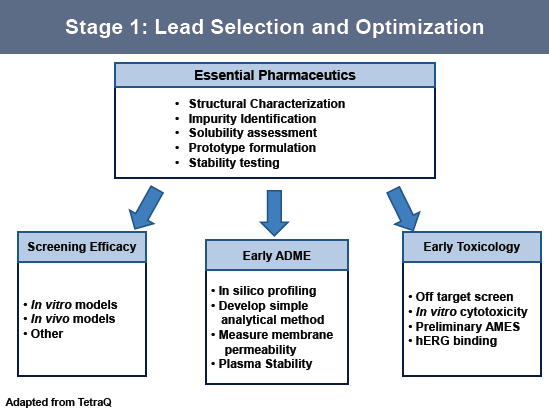 Stage 1: Lead Selection and Optimization
Essential Pharmaceutics
• Structural Characterization
• Impurity Identification
• Solubility assessment
• Prototype formulation
• Stability testing
Screening Efficacy
• In vitro models
• In vivo models
• Other
Early ADME
• In silico profiling
• Develop simple
analytical method
• Measure membrane
permeability
• Plasma Stability
Early Toxicology
• Off target screen
• In vitro cytotoxicity
• Preliminary AMES
• hERG binding
Adapted from TetraQ